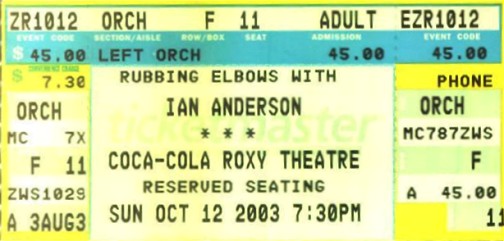 ZR1012 ORCH F 11 ADULT EZR1012
EVENT CODE SECTION/AISLE ROW/BOX SEAT ADMISSION EVENT CODE
$ 45.00 LEFT ORCH 45.00 45.00
CONVENIENCE CHARGE
$ 7.30
ORCH
MC 7X
F 11
ZWS1029
A 3AUG3
RUBBING ELBOWS WITH
IAN ANDERSON
* * *
ticketmaster
COCA-COLA ROXY THEATRE
RESERVED SEATING
SUN OCT 12 2003 7:30PM
PHONE
ORCH
MC787ZWS
F
A 45.00
11